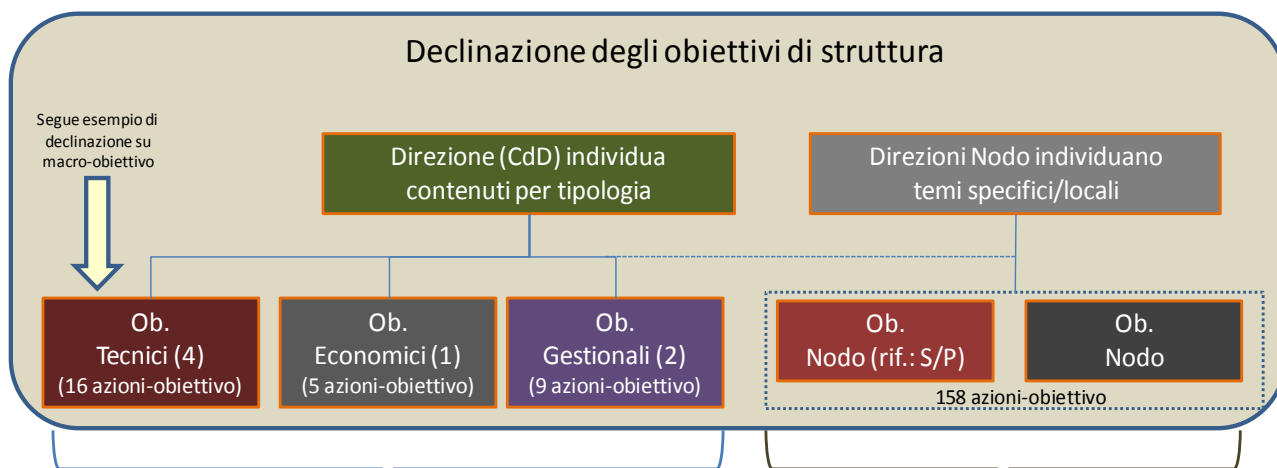 Declinazione degli obiettivi di struttura
Segue esempio di
declinazione su
macro-obiettivo
Direzione (CdD) individua
contenuti per tipologia
Direzioni Nodo individuano
temi specifici/locali
Ob.
Tecnici (4)
(16 azioni-obiettivo)
Ob.
Economici (1)
(5 azioni-obiettivo)
Ob.
Gestionali (2)
(9 azioni-obiettivo)
Ob.
Nodo (rif.: S/P)
Ob.
Nodo
158 azioni-obiettivo